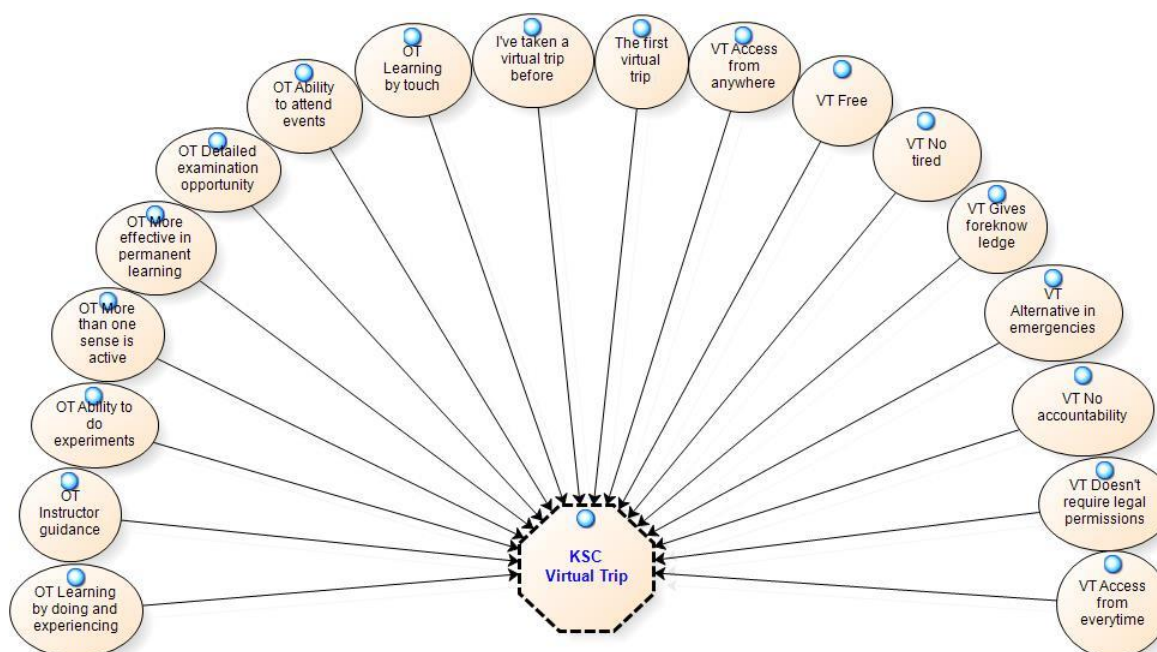 OT Learning
by doing and
experiencing
OT
Instructor
guidance
OT Ability to
do
experiments
OT More
than one
sense is
active
OT More
effective in
permanent
learning
OT Detailed
examination
opportunity
OT Ability
to attend
events
OT
Learning
by touch
I've taken a
virtual trip
before
The first
virtual
trip
VT Access
from
anywhere
VT Free
VT No
tired
VT Gives
foreknow
ledge
VT
Alternative in
emergencies
VT No
accountability
VT Doesn't
require legal
permissions
VT Access
from
everytime
KSC
Virtual Trip